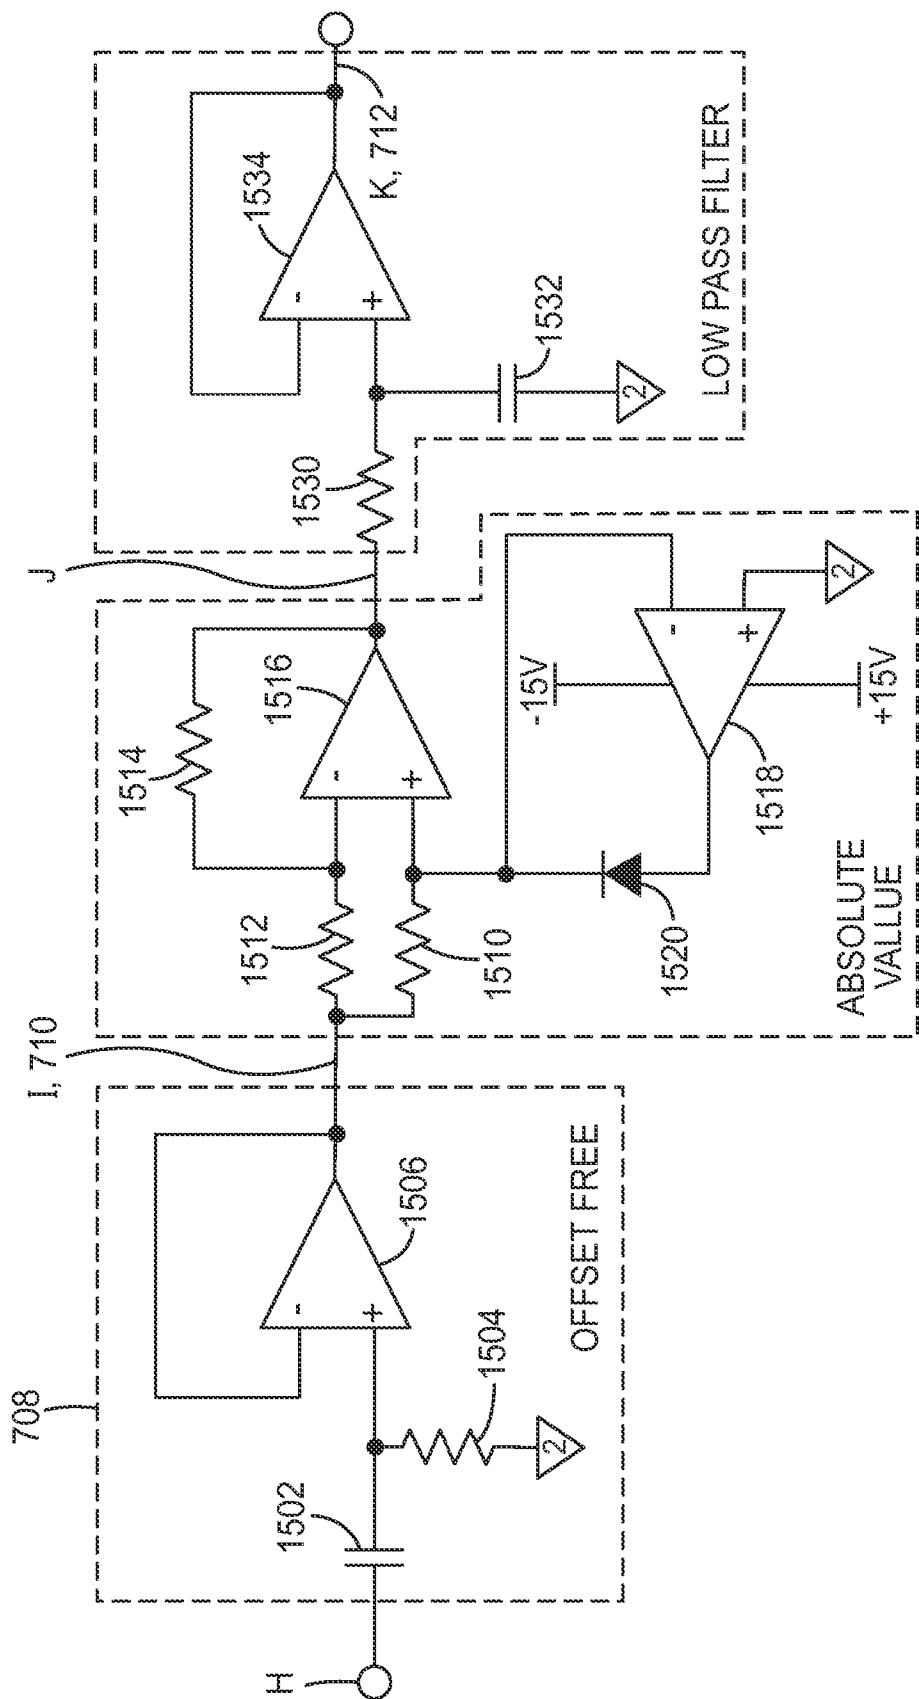 708
H
1502
1504
2
-
+
1506
OFFSET FREE
I, 710
1512
1510
1514
-
+
1516
1520
-15V
-
+
2
+15V
1518
ABSOLUTE
VALLUE
J
1530
1532
2
-
+
1534
K, 712
LOW PASS FILTER